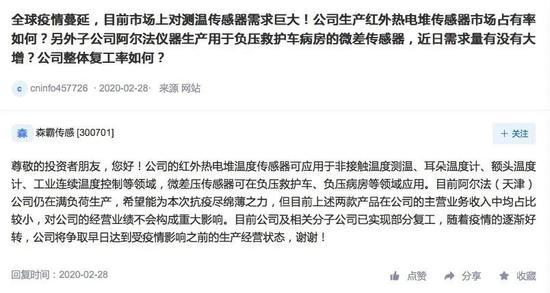 全球疫情蔓延，目前市场上对测温传感器需求巨大！公司生产红外热电堆传感器市场占有率
如何？另外子公司阿尔法仪器生产用于负压救护车病房的微差传感器，近日需求量有没有大
增？公司整体复工率如何？
c cninfo457726 · 2020-02-28· 来源 网站
森 森霸传感 [300701]
+ 关注
尊敬的投资者朋友，您好！公司的红外热电堆温度传感器可应用于非接触温度测温、耳朵温度计、额头温度
计、工业连续温度控制等领域，微差压传感可在负压救护车、负压病房等领域应用。目前阿尔法（天津）
公司仍在满负荷生产，希望能为本次抗疫尽绵薄之力，但目前上述两款产品在公司的主营业务收入中均占比
较小，对公司的经营业绩不会构成重大影响。目前公司及相关分子公司已实现部分复工，随着疫情的逐渐好
转，公司将争取早日达到受疫情影响之前的生产经营状态，谢谢！
回复时间：2020-02-28
点赞 分享 收藏